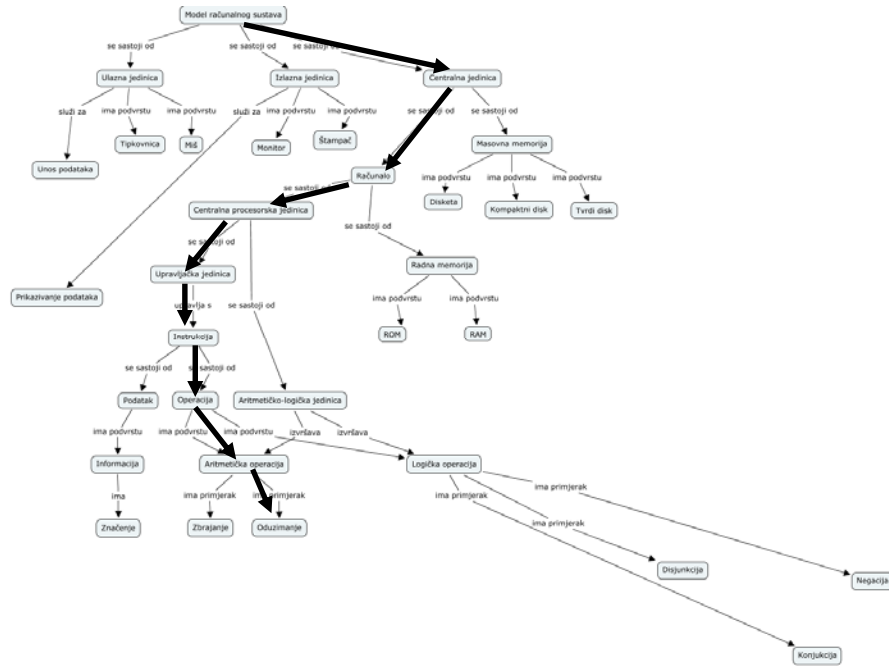 Model računalnog sustava
se sastoji od
se sastoji od
se sastoji od
Ulazna jedinica
Izlazna jedinica
Centralna jedinica
služi za
ima podvrstu
ima podvrstu
služi za
ima podvrstu
ima podvrstu
se sastoji od
se sastoji od
Tipkovnica
Miš
Monitor
Štampač
Masovna memorija
Unos podataka
Računalo
ima podvrstu
ima podvrstu
ima podvrstu
se sastoji od
Disketa
Kompaktni disk
Tvrdi disk
Centralna procesorska jedinica
se sastoji od
se sastoji od
Upravljačka jedinica
Radna memorija
Prikazivanje podataka
upravlja s
se sastoji od
ima podvrstu
ima podvrstu
Instrukcija
ROM
RAM
se sastoji od
se sastoji od
Podatak
Operacija
Aritmetičko-logička jedinica
ima podvrstu
ima podvrstu
ima podvrstu
izvršava
izvršava
Informacija
Aritmetička operacija
Logička operacija
ima
ima primjerak
ima primjerak
ima primjerak
ima primjerak
ima primjerak
Značenje
Zbrajanje
Oduzimanje
Disjunkcija
Negacija
Konjukcija